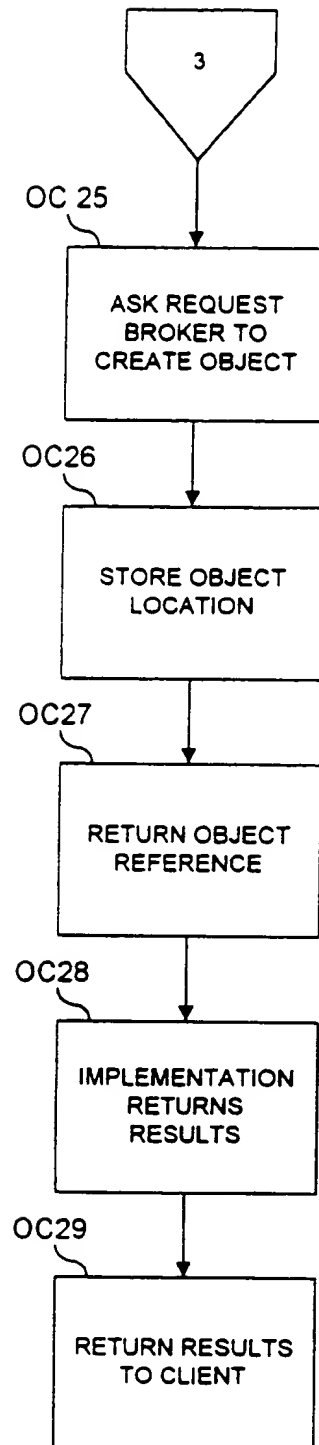 3
OC 25
ASK REQUEST
BROKER TO
CREATE OBJECT
OC26
STORE OBJECT
LOCATION
OC27
RETURN OBJECT
REFERENCE
OC28
IMPLEMENTATION
RETURNS
RESULTS
OC29
RETURN RESULTS
TO CLIENT